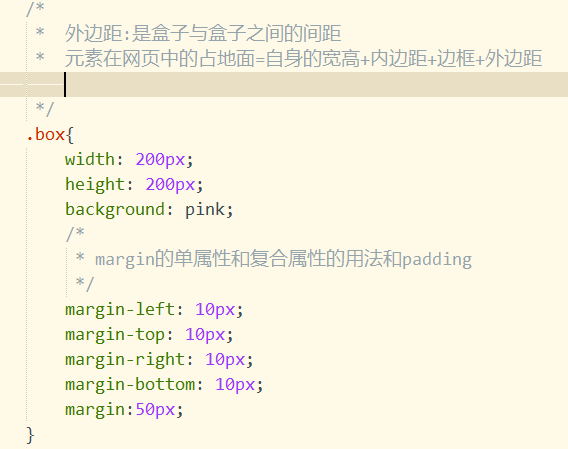 /*
* 外边距:是盒子与盒子之间的间距
* 元素在网页中的占地面=自身的宽高+内边距+边框+外边距
*/
.box{
width: 200px;
height: 200px;
background: pink;
/*
* margin的单属性和复合属性的用法和padding
*/
margin-left: 10px;
margin-top: 10px;
margin-right: 10px;
margin-bottom: 10px;
margin:50px;
}